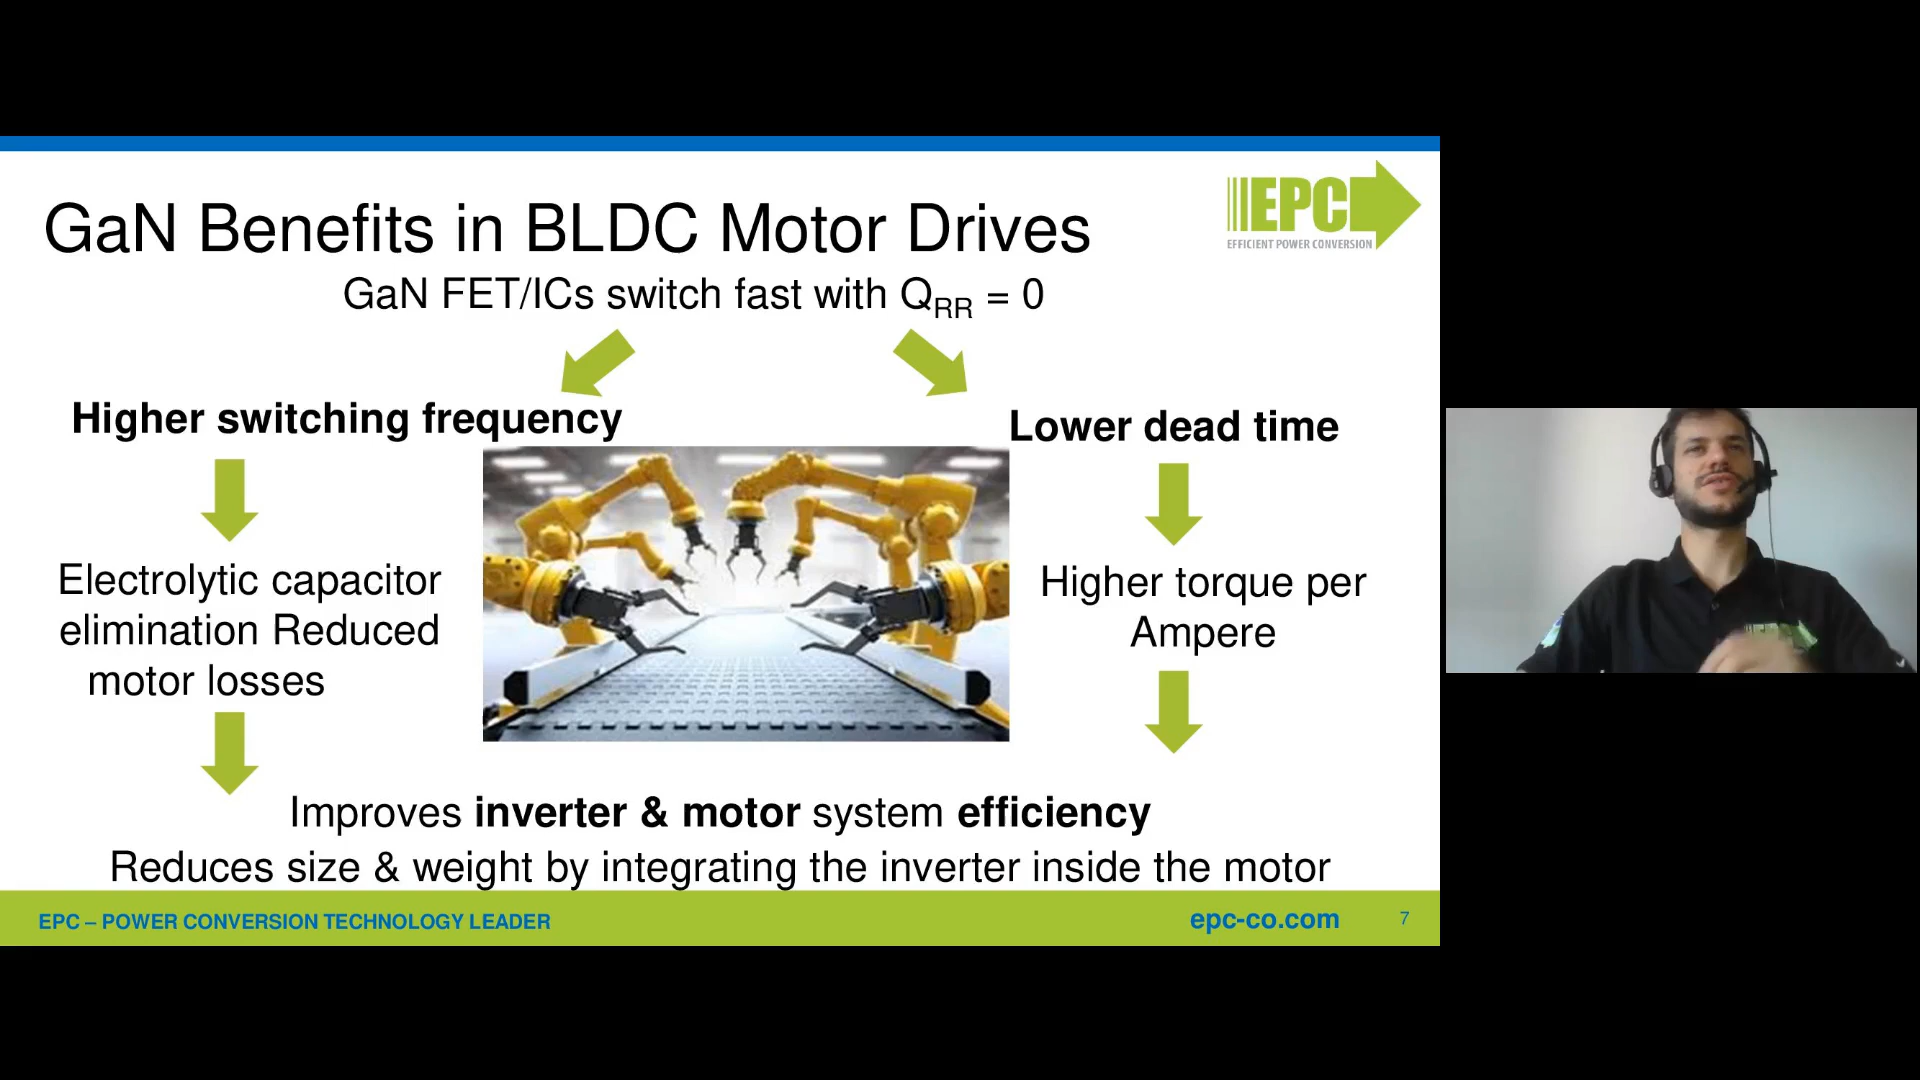 EPC
EFFICIENT POWER CONVERSION
GaN Benefits in BLDC Motor Drives
GaN FET/ICs switch fast with QRR = 0
Higher switching frequency
Lower dead time
Electrolytic capacitor
elimination Reduced
motor losses
Higher torque per
Ampere
Improves inverter & motor system efficiency
Reduces size & weight by integrating the inverter inside the motor
EPC – POWER CONVERSION TECHNOLOGY LEADER
epc-co.com
7